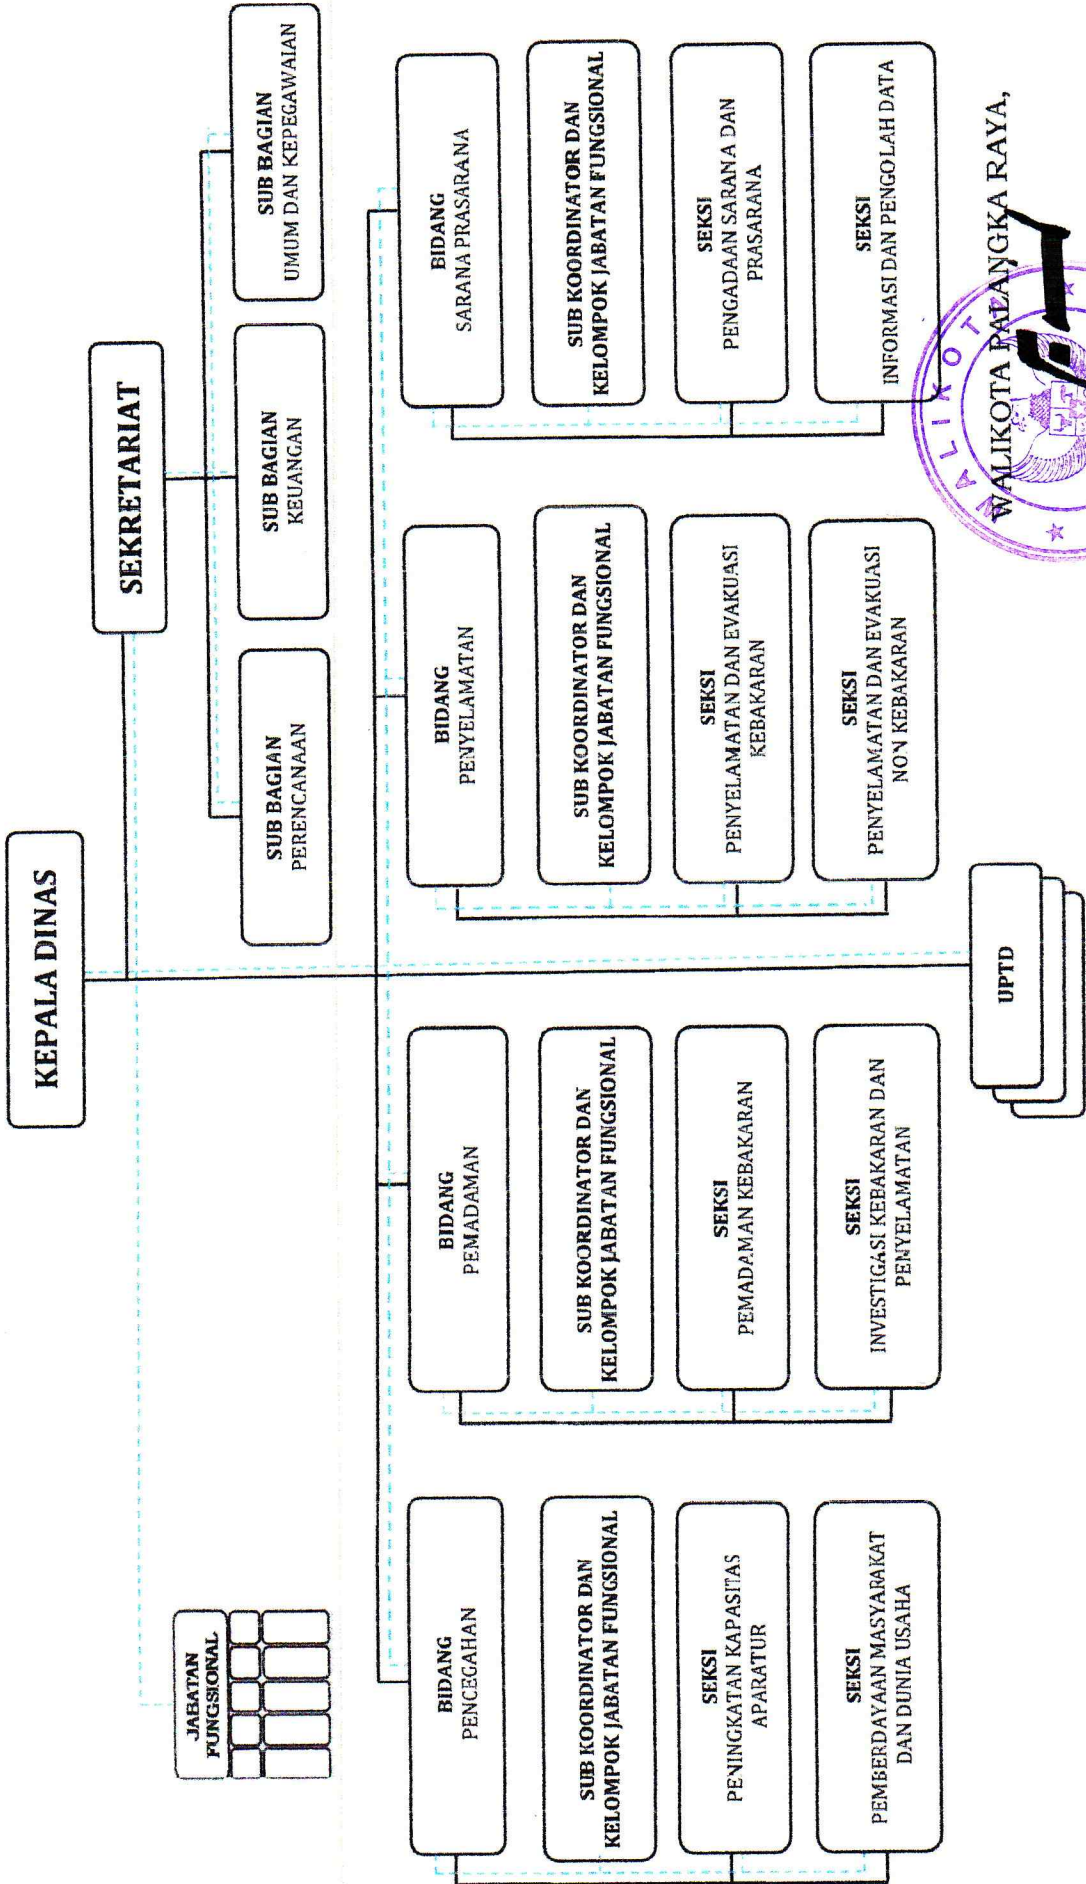 KEPALA DINAS
SEKRETARIAT
JABATAN
FUNGSIONAL
SUB BAGIAN
PERENCANAAN
SUB BAGIAN
KEUANGAN
SUB BAGIAN
UMUM DAN KEPEGAWAIAN
BIDANG
PENCEGAHAN
SUB KOORDINATOR DAN
KELOMPOK JABATAN FUNGSIONAL
SEKSI
PENINGKATAN KAPASITAS
APARATUR
SEKSI
PEMBERDAYAAN MASYARAKAT
DAN DUNIA USAHA
BIDANG
PEMADAMAN
SUB KOORDINATOR DAN
KELOMPOK JABATAN FUNGSIONAL
SEKSI
PEMADAMAN KEBAKARAN
SEKSI
INVESTIGASI KEBAKARAN DAN
PENYELAMATAN
BIDANG
PENYELAMATAN
SUB KOORDINATOR DAN
KELOMPOK JABATAN FUNGSIONAL
SEKSI
PENYELAMATAN DAN EVAKUASI
KEBAKARAN
SEKSI
PENYELAMATAN DAN EVAKUASI
NON KEBAKARAN
BIDANG
SARANA PRASARANA
SUB KOORDINATOR DAN
KELOMPOK JABATAN FUNGSIONAL
SEKSI
PENGADAAN SARANA DAN
PRASARANA
SEKSI
INFORMASI DAN PENGOLAH DATA
UPTD
WALIKOTA PALANGKA RAYA,
WALIKOTA